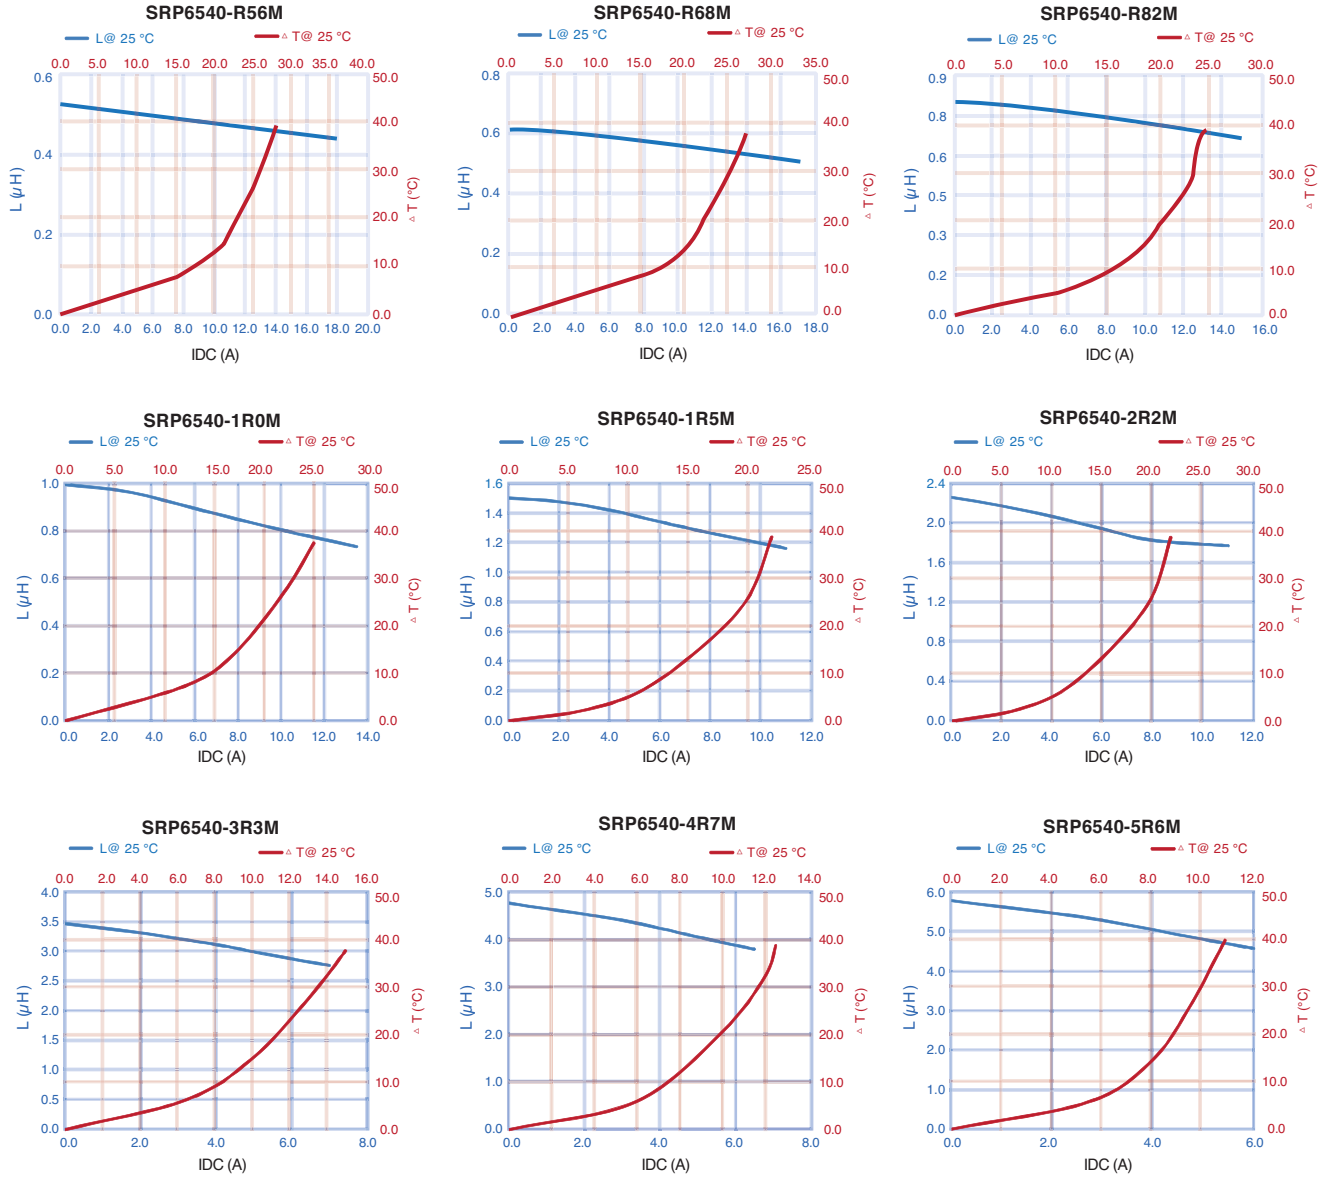 SRP6540-R56M
L@ 25 °C
△ T@ 25 °C
0.0 5.0 10.0 15.0 20.0 25.0 30.0 35.0 40.0
0.6 50.0
40.0
0.4
30.0
L (μH)
△ T (°C)
20.0
0.2
10.0
0.0 0.0
0.0 2.0 4.0 6.0 8.0 10.0 12.0 14.0 16.0 18.0 20.0
IDC (A)
SRP6540-R68M
L@ 25 °C
△ T@ 25 °C
0.0 5.0 10.0 15.0 20.0 25.0 30.0 35.0
0.8 50.0
0.6 40.0
30.0
0.4
L (μH)
△ T (°C)
20.0
0.2
10.0
0.0 0.0
0.0 2.0 4.0 6.0 8.0 10.0 12.0 14.0 16.0 18.0
IDC (A)
SRP6540-R82M
L@ 25 °C
△ T@ 25 °C
0.0 5.0 10.0 15.0 20.0 25.0 30.0
0.9 50.0
0.8 40.0
0.6
30.0
0.5
L (μH)
△ T (°C)
0.3 20.0
0.2 10.0
0.0 0.0
0.0 2.0 4.0 6.0 8.0 10.0 12.0 14.0 16.0
IDC (A)
SRP6540-1R0M
L@ 25 °C
△ T@ 25 °C
0.0 5.0 10.0 15.0 20.0 25.0 30.0
1.0 50.0
0.8 40.0
0.6 30.0
L (μH)
△ T (°C)
0.4 20.0
0.2 10.0
0.0 0.0
0.0 2.0 4.0 6.0 8.0 10.0 12.0 14.0
IDC (A)
SRP6540-1R5M
L@ 25 °C
△ T@ 25 °C
0.0 5.0 10.0 15.0 20.0 25.0
1.6 50.0
1.4
40.0
1.2
1.0 30.0
0.8
L (μH)
△ T (°C)
0.6 20.0
0.4
10.0
0.2
0.0 0.0
0.0 2.0 4.0 6.0 8.0 10.0 12.0
IDC (A)
SRP6540-2R2M
L@ 25 °C
△ T@ 25 °C
0.0 5.0 10.0 15.0 20.0 25.0 30.0
2.4 50.0
2.0 40.0
1.6
30.0
1.2
L (μH)
△ T (°C)
0.8 20.0
0.4 10.0
0.0 0.0
0.0 2.0 4.0 6.0 8.0 10.0 12.0
IDC (A)
SRP6540-3R3M
L@ 25 °C
△ T@ 25 °C
0.0 2.0 4.0 6.0 8.0 10.0 12.0 14.0 16.0
4.0 50.0
3.5
3.0 40.0
2.5 30.0
2.0
L (μH)
△ T (°C)
1.5 20.0
1.0 10.0
0.5
0.0 0.0
0.0 2.0 4.0 6.0 8.0
IDC (A)
SRP6540-4R7M
L@ 25 °C
△ T@ 25 °C
0.0 2.0 4.0 6.0 8.0 10.0 12.0 14.0
5.0 50.0
4.0 40.0
3.0 30.0
L (μH)
△ T (°C)
2.0 20.0
1.0 10.0
0.0 0.0
0.0 2.0 4.0 6.0 8.0
IDC (A)
SRP6540-5R6M
L@ 25 °C
△ T@ 25 °C
0.0 2.0 4.0 6.0 8.0 10.0 12.0
6.0 50.0
5.0 40.0
4.0
30.0
3.0
L (μH)
△ T (°C)
2.0 20.0
1.0 10.0
0.0 0.0
0.0 2.0 4.0 6.0
IDC (A)